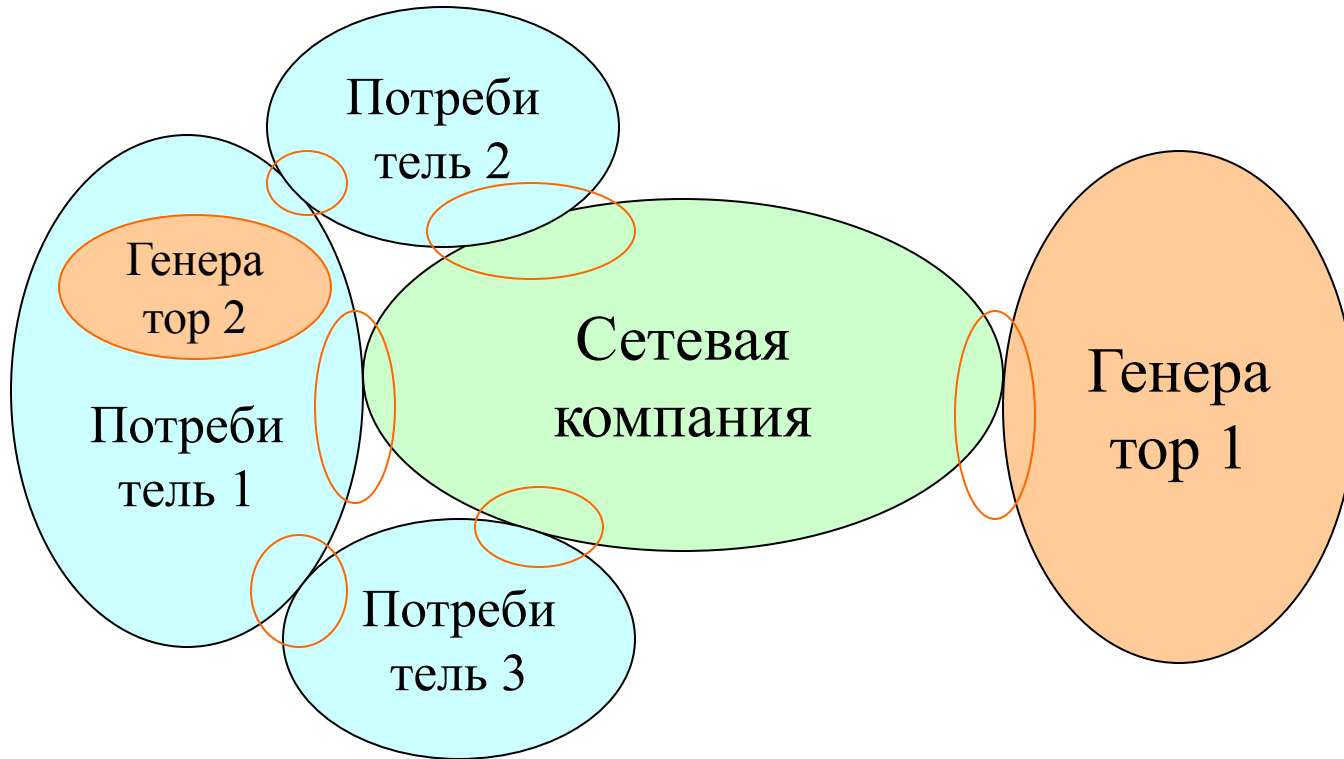 Потреби
тель 2
Генера
тор 2
Потреби
тель 1
Сетевая
компания
Генера
тор 1
Потреби
тель 3